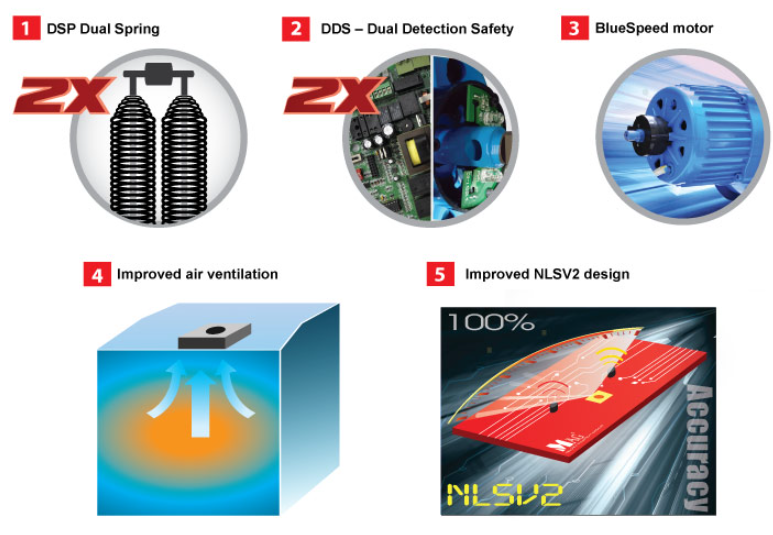 1 DSP Dual Spring
2 DDS – Dual Detection Safety
3 BlueSpeed motor
2X
2X
4 Improved air ventilation
5 Improved NLSV2 design
100%
Accuracy
NLSV2